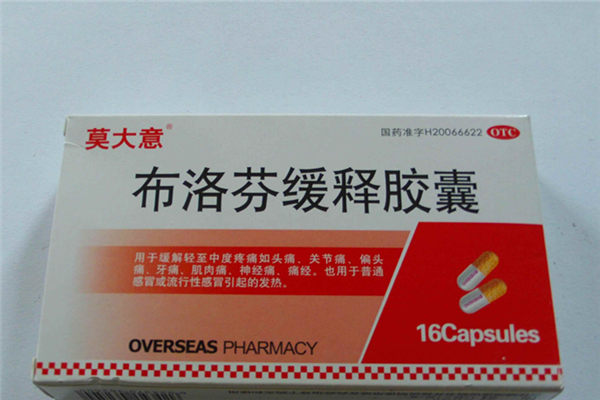 莫大意®
国药准字H20066622 OTC
布洛芬缓释胶囊
用于缓解轻至中度疼痛如头痛、关节痛、偏头
痛、牙痛、肌肉痛、神经痛、痛经。也用于普通
感冒或流行性感冒引起的发热。
16Capsules
OVERSEAS PHARMACY